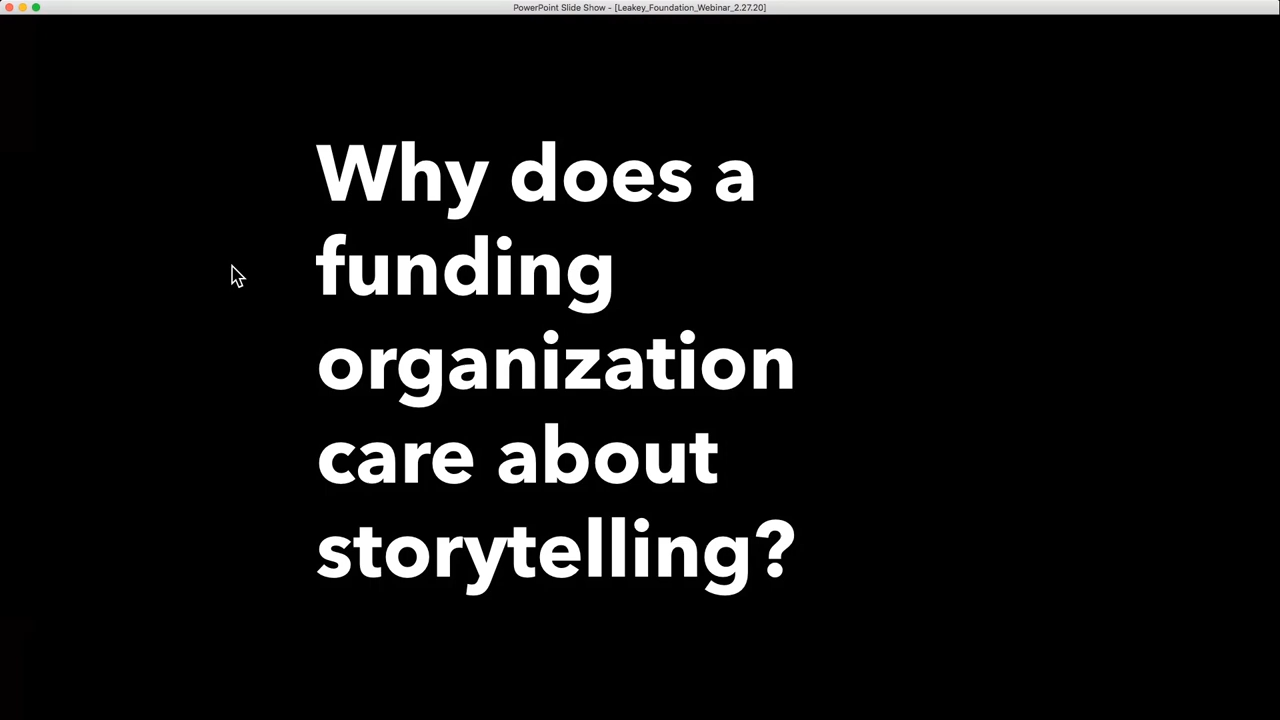 PowerPoint Slide Show - [Leakey_Foundation_Webinar_2.27.20]
Why does a
funding
organization
care about
storytelling?